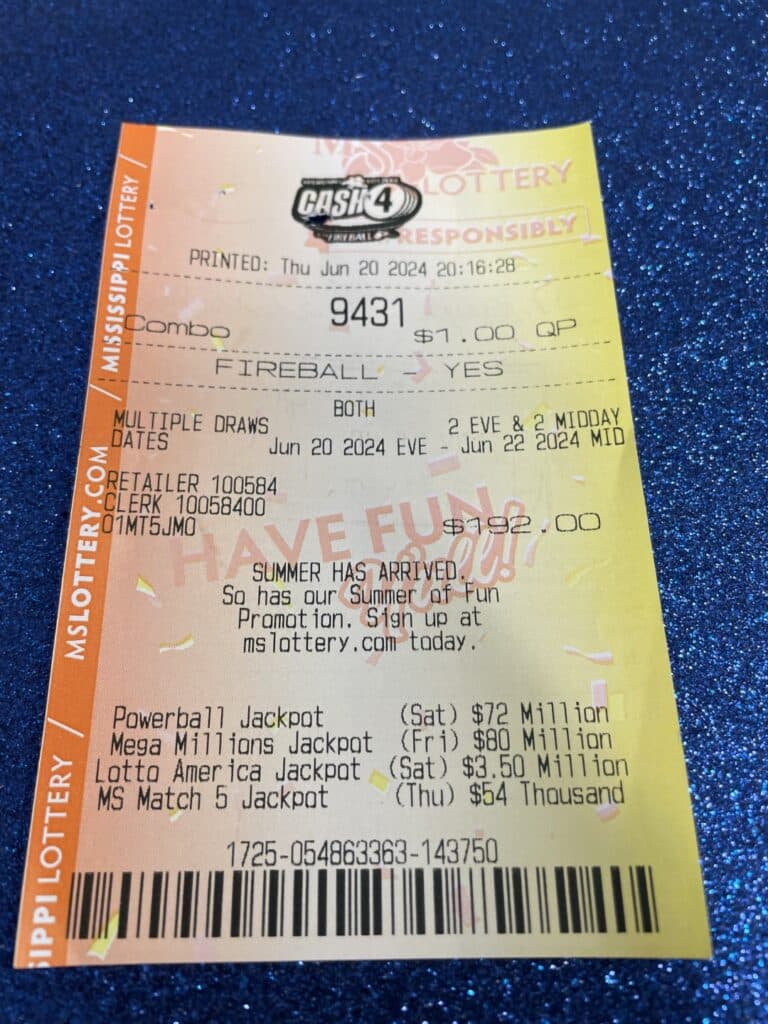 LOTTERY
RESPONSIBLY
CASH 4
FIREBALL
PRINTED: Thu Jun 20 2024 20:16:28
9431
Combo $1.00 QP
FIREBALL - YES
BOTH
MULTIPLE DRAWS 2 EVE & 2 MIDDAY
DATES Jun 20 2024 EVE - Jun 22 2024 MID
RETAILER 100584
CLERK 10058400
01MT5JM0 $192.00
HAVE FUN
Y'all!
SUMMER HAS ARRIVED.
So has our Summer of Fun
Promotion. Sign up at
mslottery.com today.
Powerball Jackpot (Sat) $72 Million
Mega Millions Jackpot (Fri) $80 Million
Lotto America Jackpot (Sat) $3.50 Million
MS Match 5 Jackpot (Thu) $54 Thousand
1725-054863363-143750
MISSISSIPPI LOTTERY /
/ MSLOTTERY.COM
SIPPI LOTTERY /